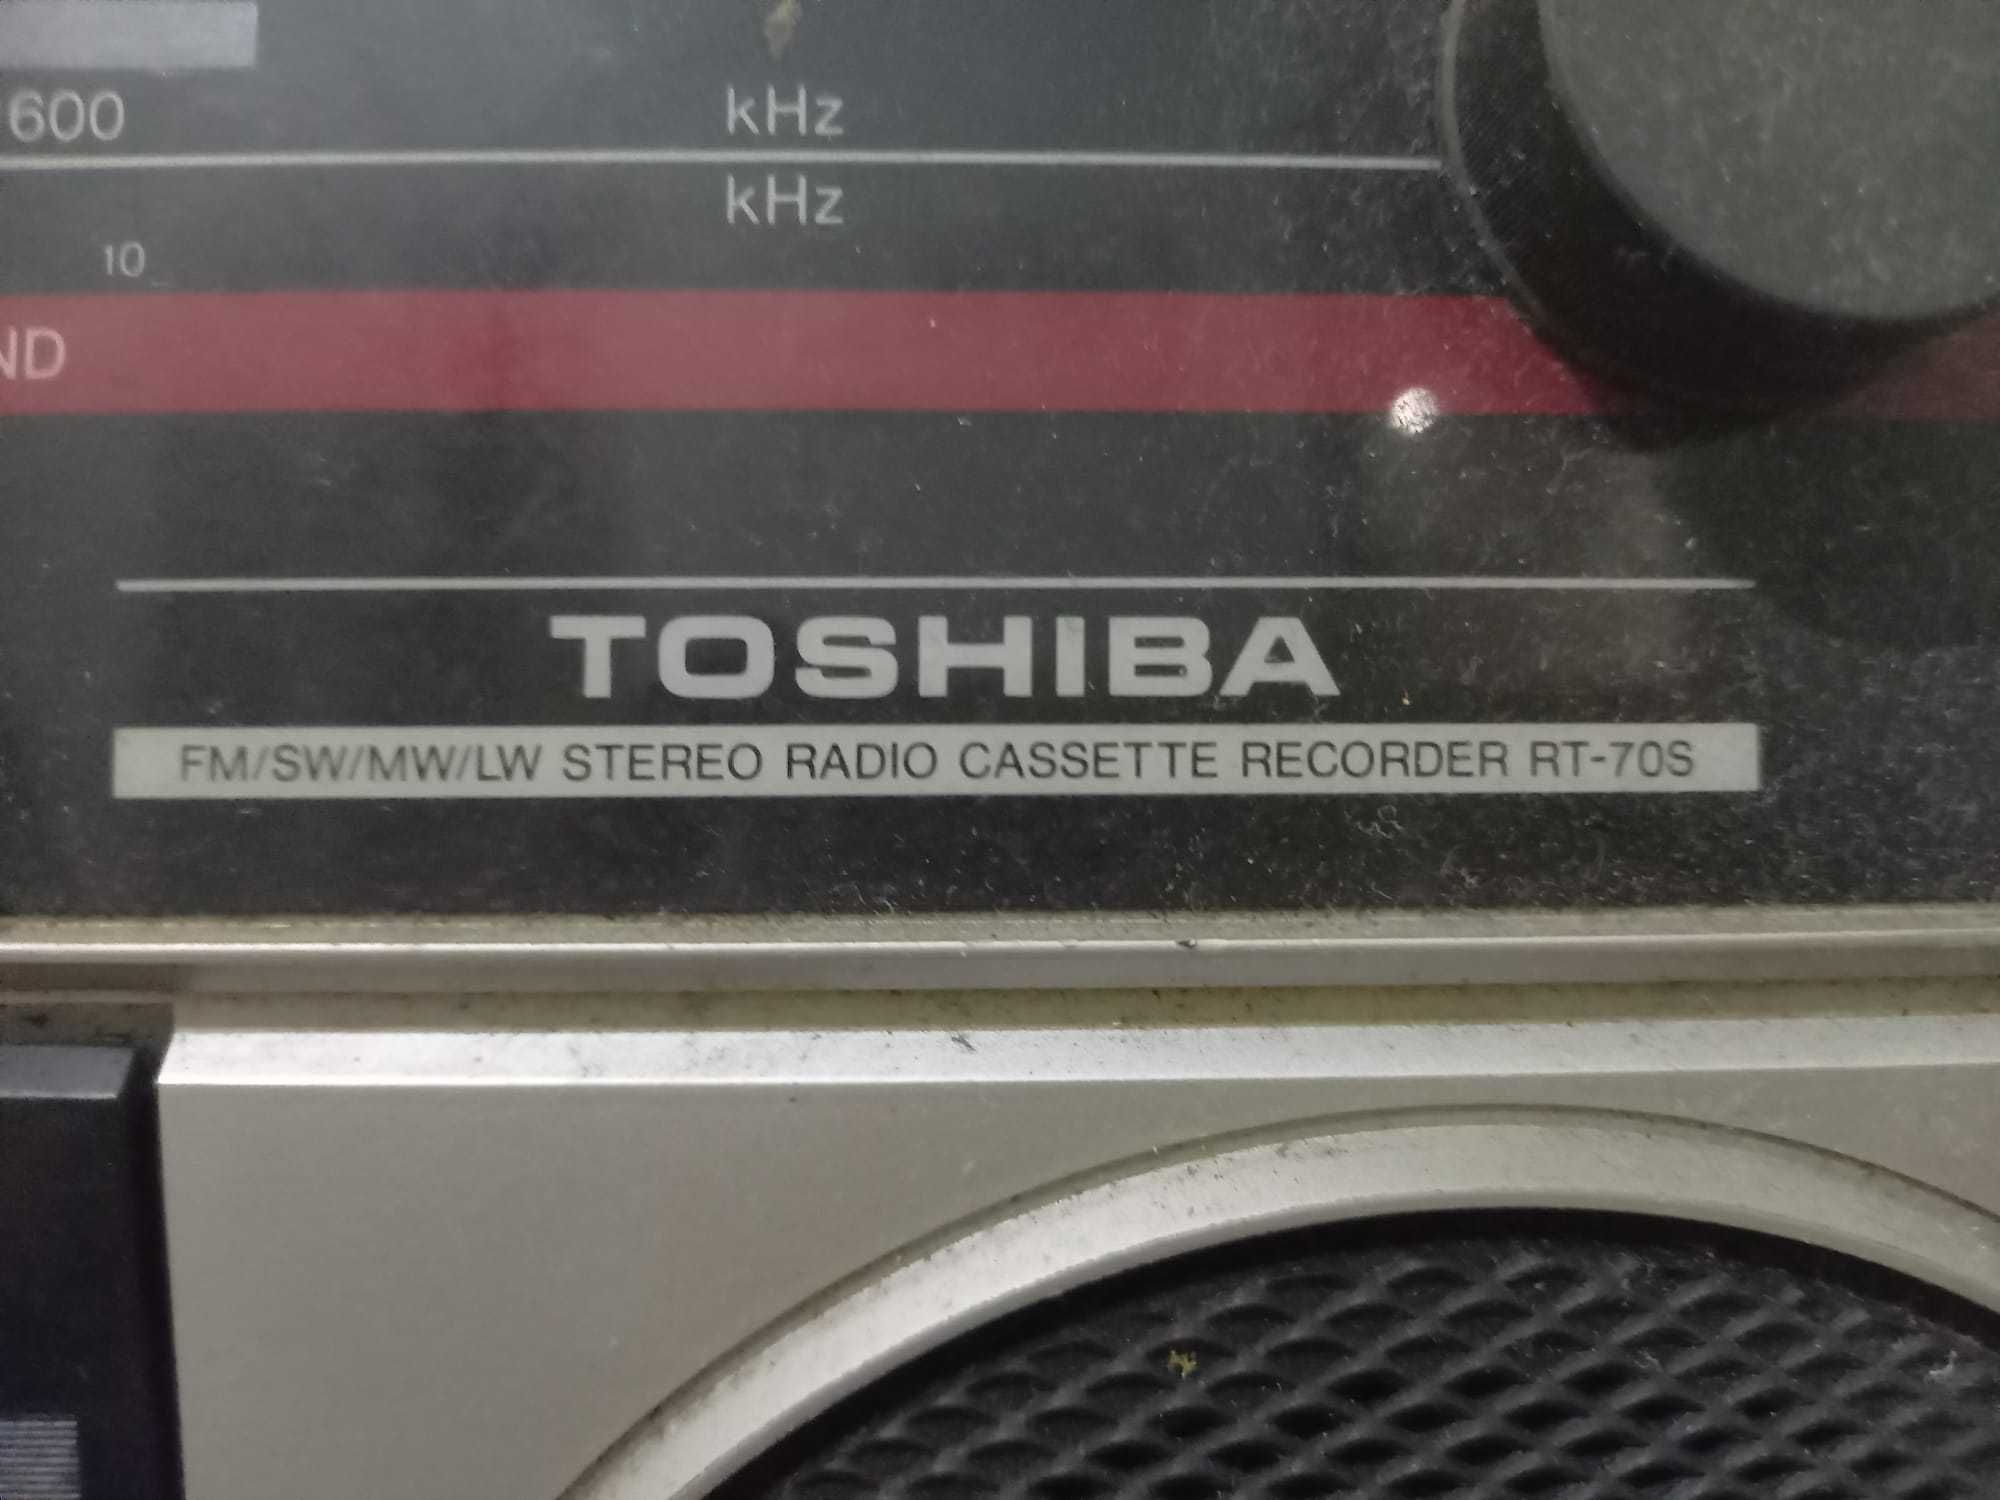 600 kHz
kHz
10
ND
TOSHIBA
FM/SW/MW/LW STEREO RADIO CASSETTE RECORDER RT-70S